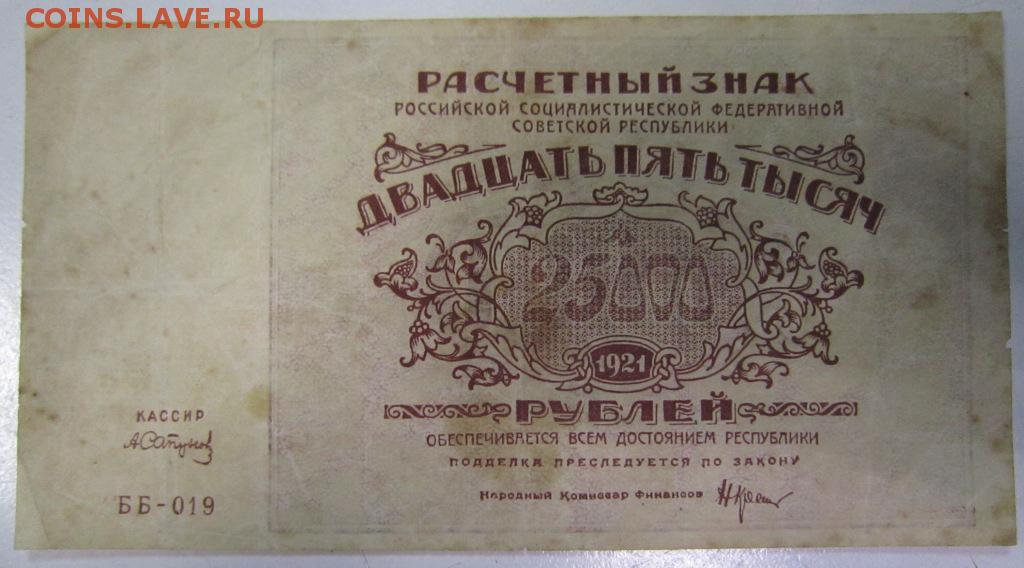 COINS.LAVE.RU
РАСЧЕТНЫЙ ЗНАК
РОССИЙСКОЙ СОЦИАЛИСТИЧЕСКОЙ ФЕДЕРАТИВНОЙ
СОВЕТСКОЙ РЕСПУБЛИКИ
ДВАДЦАТЬ ПЯТЬ ТЫСЯЧ
25000
1921
РУБЛЕЙ
ОБЕСПЕЧИВАЕТСЯ ВСЕМ ДОСТОЯНИЕМ РЕСПУБЛИКИ
ПОДДЕЛКА ПРЕСЛЕДУЕТСЯ ПО ЗАКОНУ
Народный Комиссар Финансов
КАССИР
А Сапунов
ББ-019